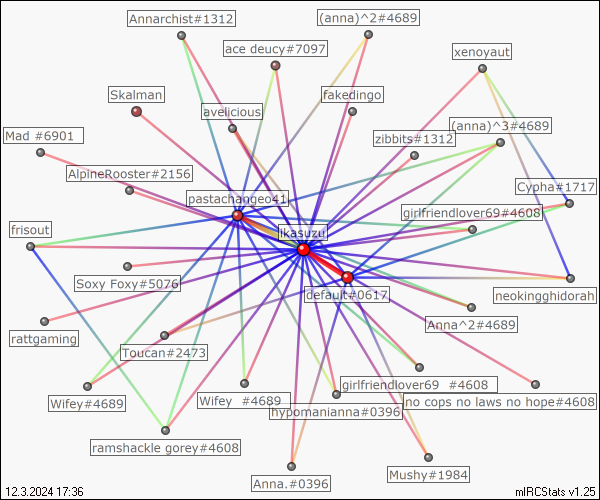 Annarchist#1312
(anna)^2#4689
ace deucy#7097
xenoyaut
Skalman
fakedingo
avelicious
(anna)^3#4689
Mad #6901
zibbits#1312
AlpineRooster#2156
Cypha#1717
pastachangeo41
girlfriendlover69#4608
frisout
ikasuzu
Soxy Foxy#5076
default#0617
neokingghidorah
rattgaming
Anna^2#4689
Toucan#2473
girlfriendlover69 #4608
Wifey#4689
Wifey #4689
hypomanianna#0396
no cops no laws no hope#4608
ramshackle gorey#4608
Anna.#0396
Mushy#1984
12.3.2024 17:36
mIRCStats v1.25